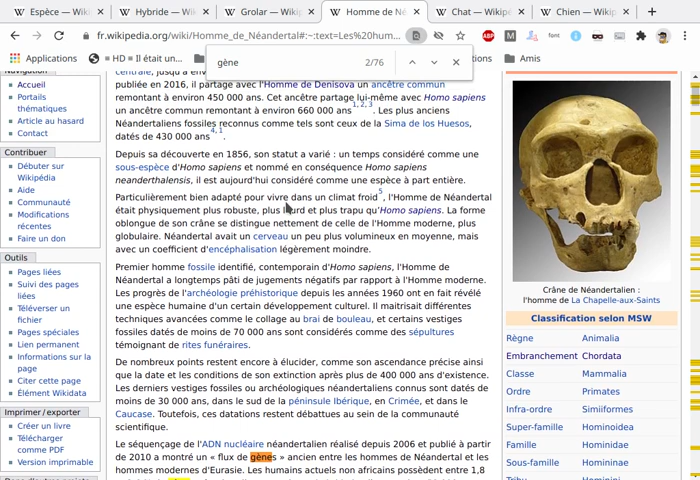 Espèce — Wiki
Hybride — Wiki
Grolar — Wikip
Homme de Né
Chat — Wikipé
Chien — Wikip
fr.wikipedia.org/wiki/Homme_de_Néandertal#:~:text=Les%20hum...
Applications
= HD = Il était un...
Amis
gène
2/76
Navigation
Accueil
Portails
thématiques
Article au hasard
Contact
Contribuer
Débuter sur
Wikipédia
Aide
Communauté
Modifications
récentes
Faire un don
Outils
Pages liées
Suivi des pages
liées
Téléverser un
fichier
Pages spéciales
Lien permanent
Informations sur la
page
Citer cette page
Élément Wikidata
Imprimer / exporter
Créer un livre
Télécharger
comme PDF
Version imprimable
publiée en 2016, il partage avec l'Homme de Denisova un ancêtre commun
remontant à environ 450 000 ans. Cet ancêtre partage lui-même avec Homo sapiens
un ancêtre commun remontant à environ 660 000 ans 1, 2, 3. Les plus anciens
Néandertaliens fossiles reconnus comme tels sont ceux de la Sima de los Huesos,
datés de 430 000 ans 4, 1.
Depuis sa découverte en 1856, son statut a varié : un temps considéré comme une
sous-espèce d'Homo sapiens et nommé en conséquence Homo sapiens
neanderthalensis, il est aujourd'hui considéré comme une espèce à part entière.
Particulièrement bien adapté pour vivre dans un climat froid 5, l'Homme de Néandertal
était physiquement plus robuste, plus lourd et plus trapu qu'Homo sapiens. La forme
oblongue de son crâne se distingue nettement de celle de l'Homme moderne, plus
globulaire. Néandertal avait un cerveau un peu plus volumineux en moyenne, mais
avec un coefficient d'encéphalisation légèrement moindre.
Premier homme fossile identifié, contemporain d'Homo sapiens, l'Homme de
Néandertal a longtemps pâti de jugements négatifs par rapport à l'Homme moderne.
Les progrès de l'archéologie préhistorique depuis les années 1960 en ont fait révélé
une espèce humaine d'un certain développement culturel. Il maitrisait différentes
techniques avancées comme le collage au brai de bouleau, et certains vestiges
fossiles datés de moins de 70 000 ans sont considérés comme des sépultures
témoignant de rites funéraires.
De nombreux points restent encore à élucider, comme son ascendance précise ainsi
que la date et les conditions de son extinction après plus de 400 000 ans d'existence.
Les derniers vestiges fossiles ou archéologiques néandertaliens connus sont datés
de moins de 30 000 ans, dans le sud de la péninsule Ibérique, en Crimée, et dans le
Caucase. Toutefois, ces datations restent débattues au sein de la communauté
scientifique.
Le séquençage de l'ADN nucléaire néandertalien réalisé depuis 2006 et publié à partir
de 2010 a montré un « flux de gènes » ancien entre les hommes de Néandertal et les
hommes modernes d'Eurasie. Les humains actuels non africains possèdent entre 1,8
Crâne de Néandertalien :
l'homme de La Chapelle-aux-Saints
Classification selon MSW
Règne Animalia
Embranchement Chordata
Classe Mammalia
Ordre Primates
Infra-ordre Simiiformes
Super-famille Hominoidea
Famille Hominidae
Sous-famille Homininae
Tribu Hominini